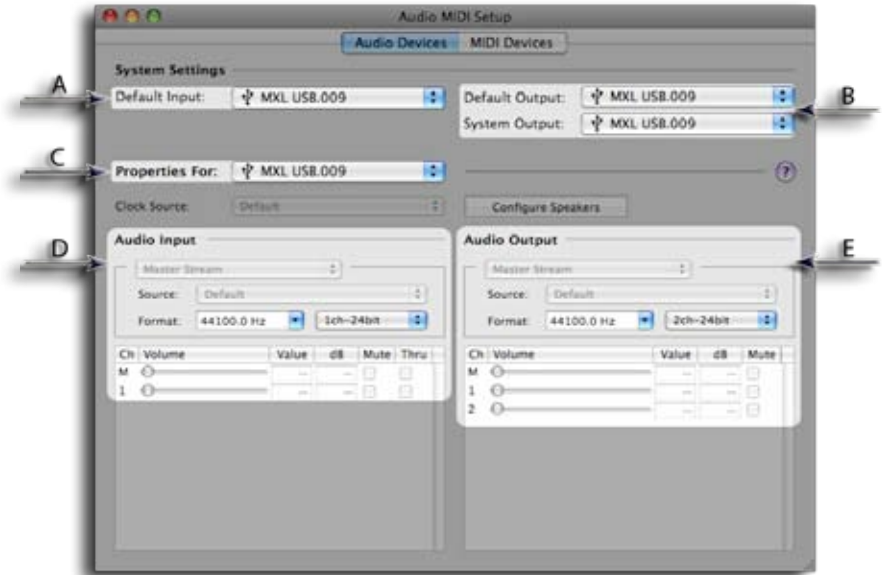 Audio MIDI Setup
Audio Devices MIDI Devices
System Settings
A
Default Input: MXL USB.009
Default Output: MXL USB.009
B
System Output: MXL USB.009
C
Properties For: MXL USB.009
?
Clock Source: Default
Configure Speakers
D
Audio Input
Master Stream
Source: Default
Format: 44100.0 Hz 1ch-24bit
Ch Volume Value dB Mute Thru
M -- --
1 -- --
Audio Output
E
Master Stream
Source: Default
Format: 44100.0 Hz 2ch-24bit
Ch Volume Value dB Mute
M -- --
1 -- --
2 -- --